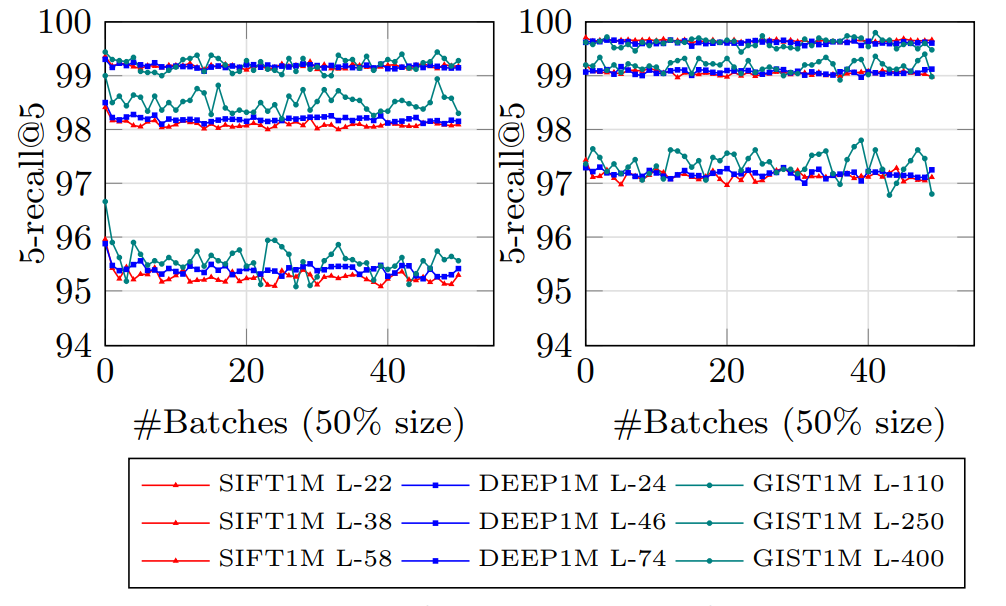 100
99
98
97
96
95
94
5-recall@5
0 20 40
#Batches (50% size)
100
99
98
97
96
95
94
5-recall@5
0 20 40
#Batches (50% size)
SIFT1M L-22 DEEP1M L-24 GIST1M L-110
SIFT1M L-38 DEEP1M L-46 GIST1M L-250
SIFT1M L-58 DEEP1M L-74 GIST1M L-400